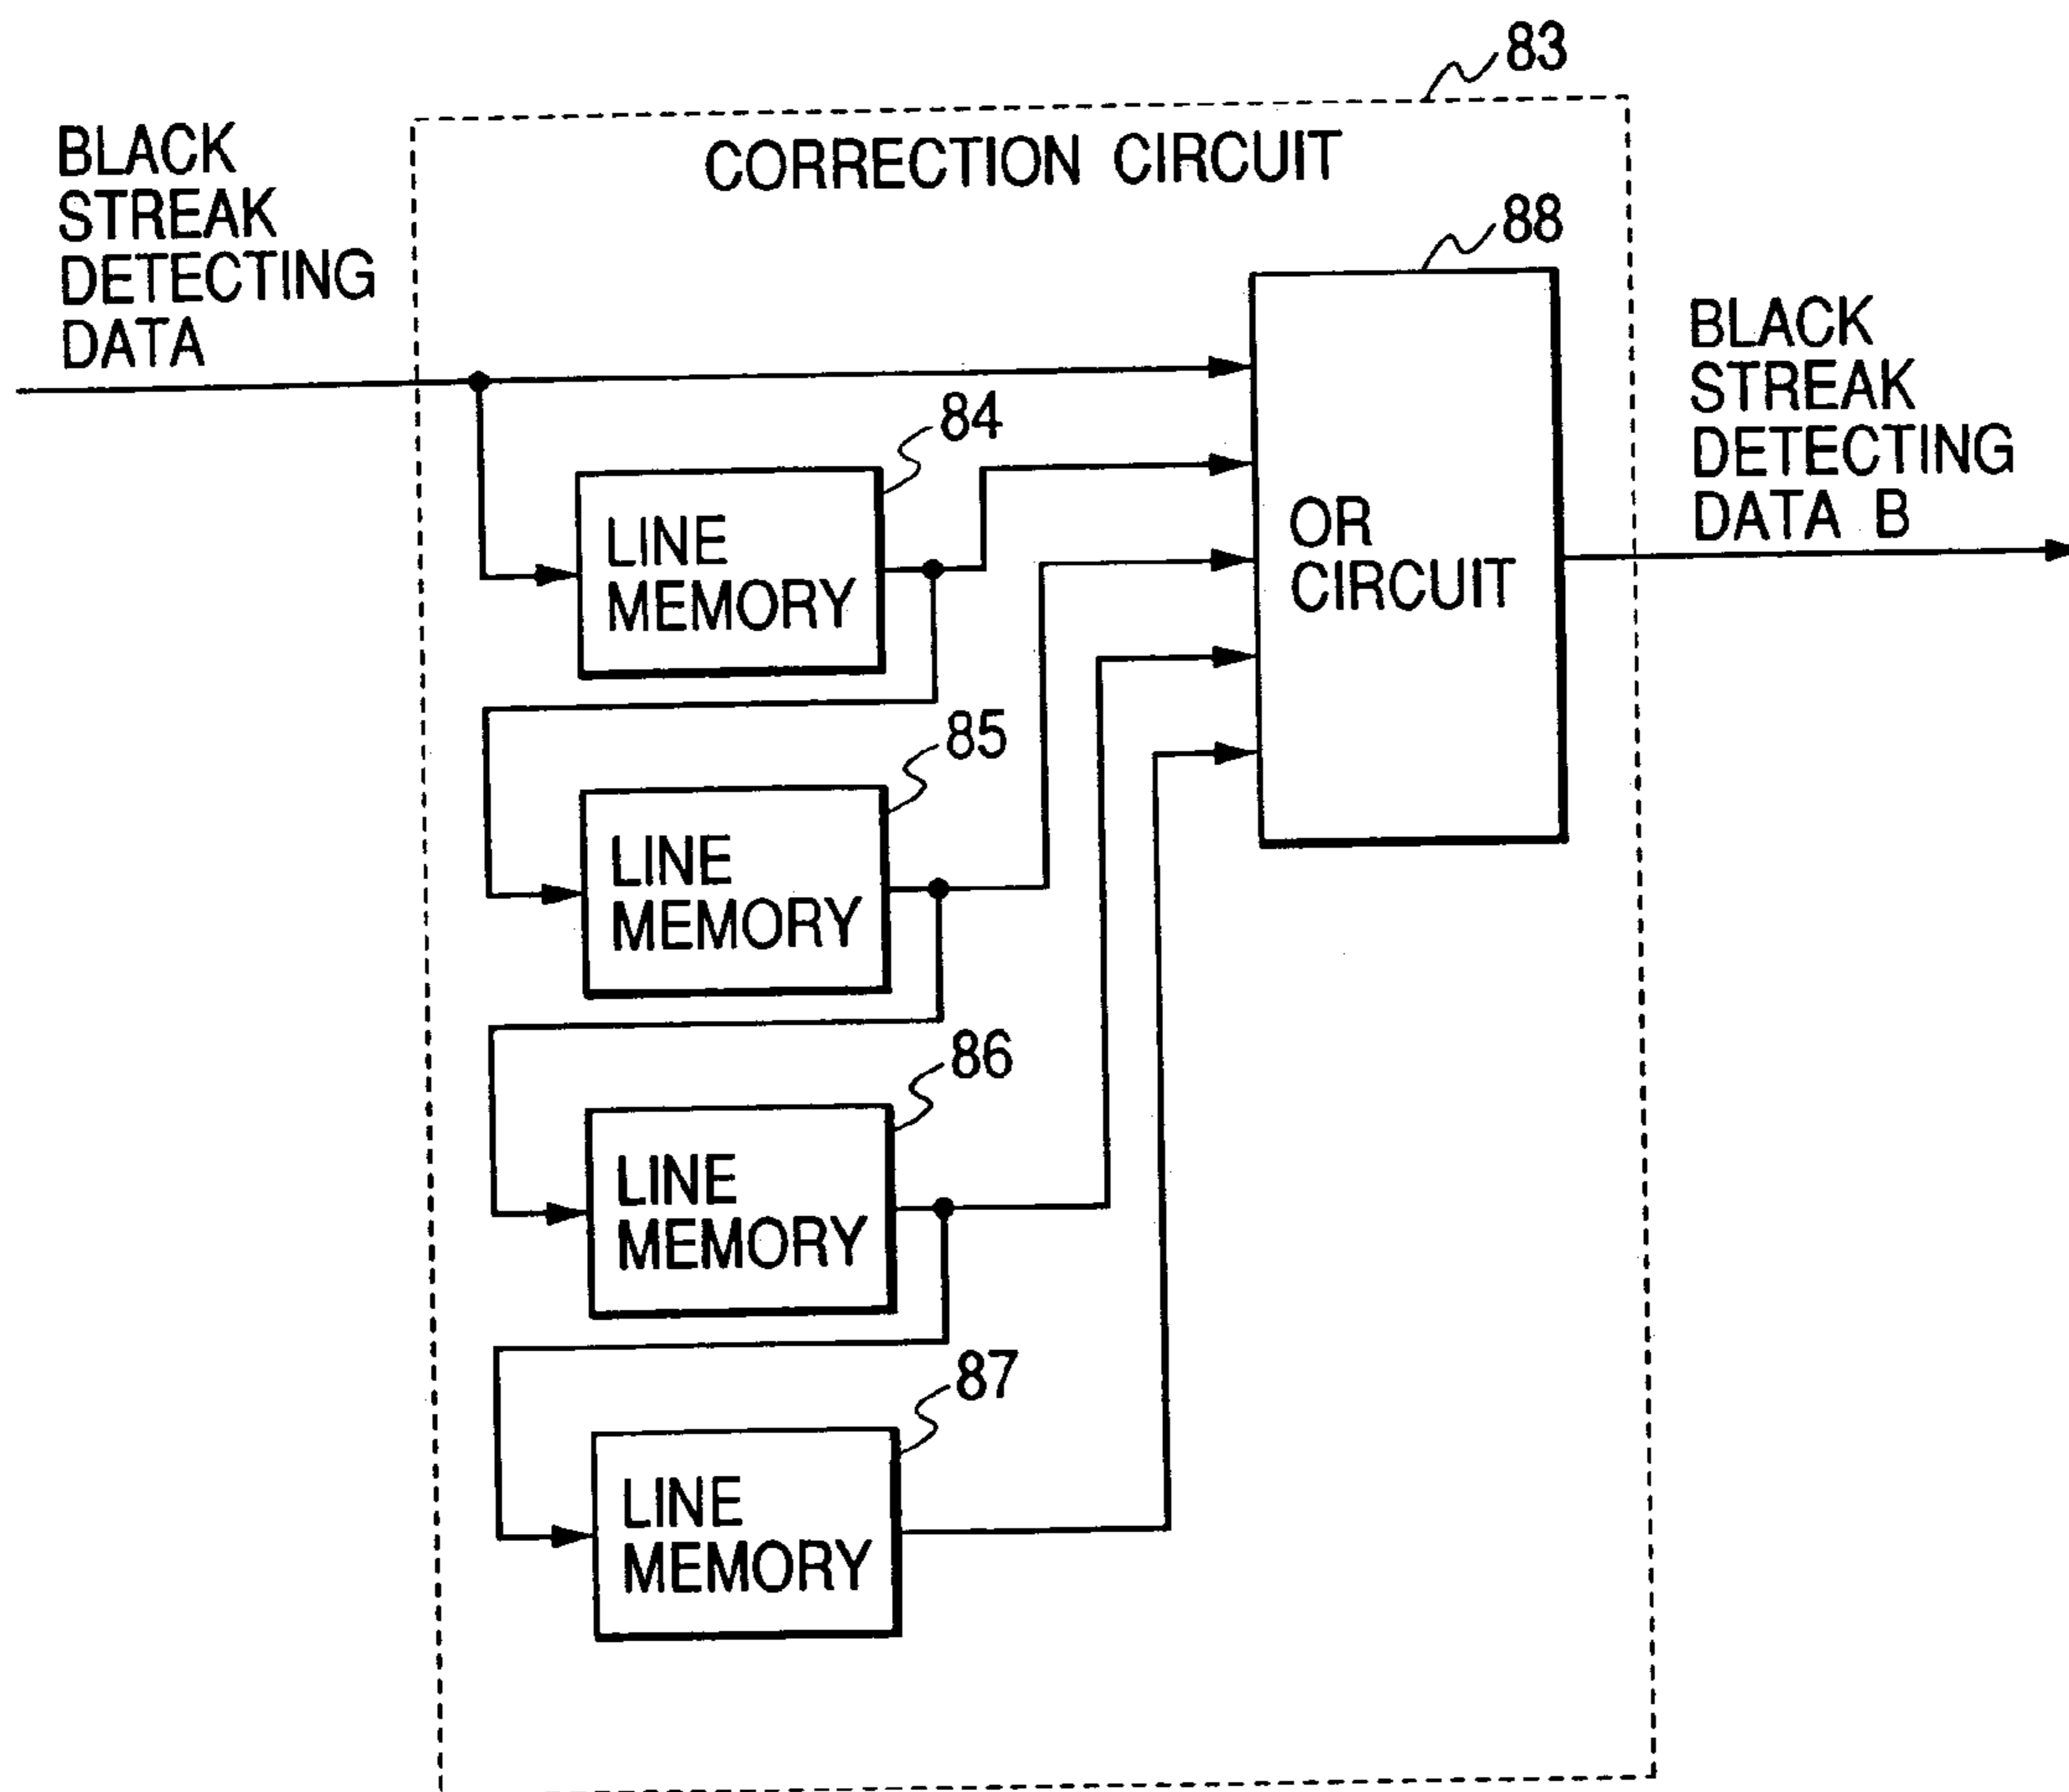 83
BLACK
STREAK
DETECTING
DATA
CORRECTION CIRCUIT
88
OR
CIRCUIT
BLACK
STREAK
DETECTING
DATA B
84
LINE
MEMORY
85
LINE
MEMORY
86
LINE
MEMORY
87
LINE
MEMORY